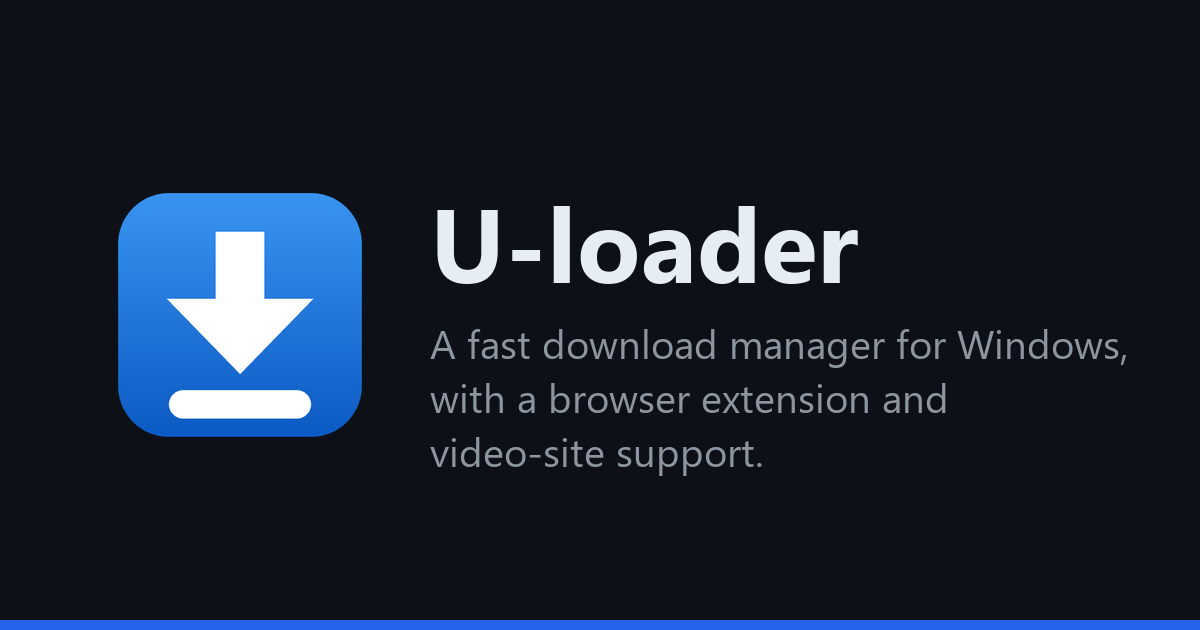 U-loader
A fast download manager for Windows,
with a browser extension and
video-site support.